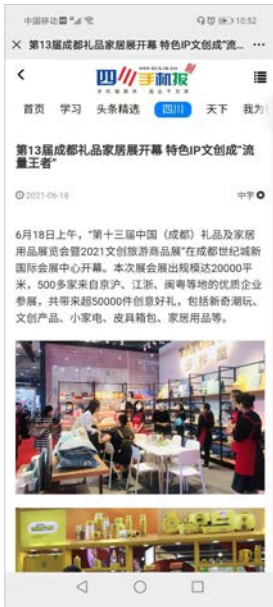 中国移动
10:52
第13届成都礼品家居展开幕 特色IP文创成“流...
四川手机报
首页 学习 头条精选 四川 天下 我为
第13届成都礼品家居展开幕 特色IP文创成“流
量王者”
2021-06-18 中字
6月18日上午，“第十三届中国（成都）礼品及家居
用品展览会暨2021文创旅游商品展”在成都世纪城新
国际会展中心开幕。本次展会展出规模达20000平
米，500多家来自京沪、江浙、闽粤等地的优质企业
参展，共带来超50000件创意好礼，包括新奇潮玩、
文创产品、小家电、皮具箱包、家居用品等。